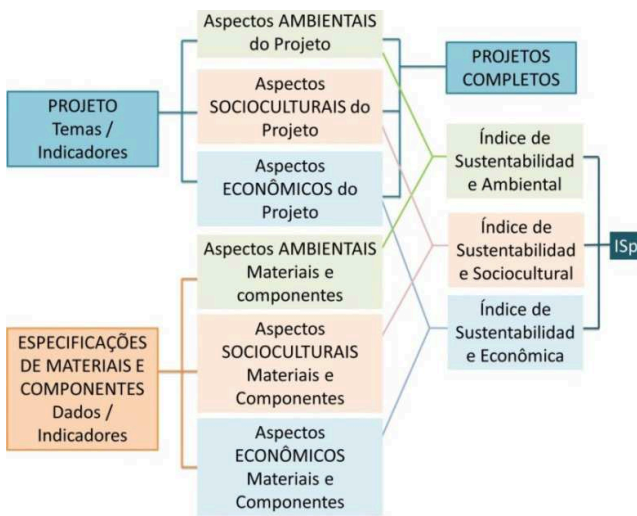 PROJETO
Temas /
Indicadores
ESPECIFICAÇÕES
DE MATERIAIS E
COMPONENTES
Dados /
Indicadores
Aspectos AMBIENTAIS
do Projeto
Aspectos
SOCIOCULTURAIS do
Projeto
Aspectos
ECONÔMICOS do
Projeto
Aspectos AMBIENTAIS
Materiais e
componentes
Aspectos
SOCIOCULTURAIS
Materiais e
Componentes
Aspectos
ECONÔMICOS
Materiais e
Componentes
PROJETOS
COMPLETOS
Índice de
Sustentabilidad
e Ambiental
Índice de
Sustentabilidad
e Sociocultural
Índice de
Sustentabilidad
e Econômica
ISp